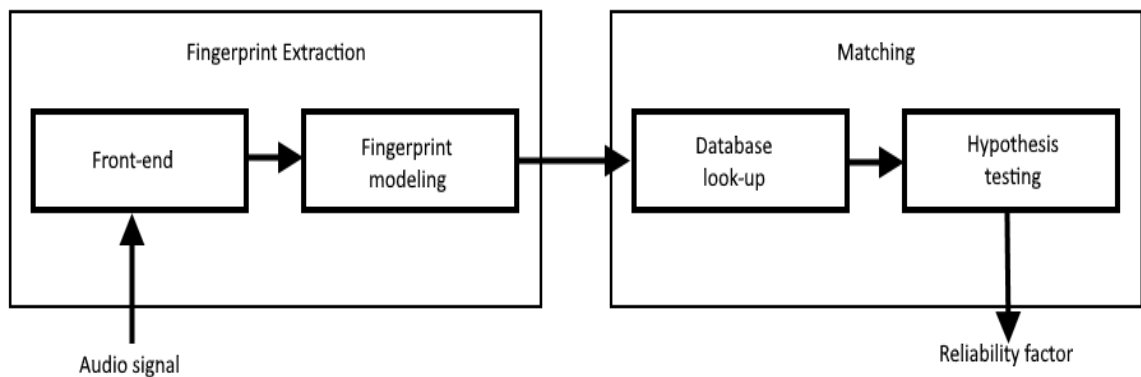 Fingerprint Extraction
Front-end
Fingerprint
modeling
Audio signal
Matching
Database
look-up
Hypothesis
testing
Reliability factor